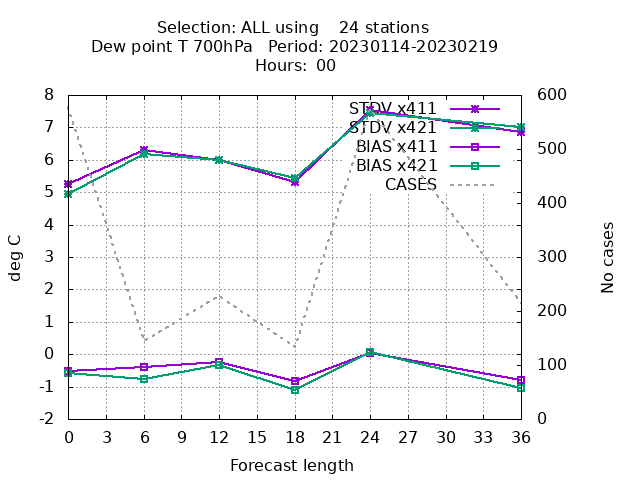 Selection: ALL using 24 stations
Dew point T 700hPa Period: 20230114-20230219
Hours: 00
8
7
6
5
4
3
2
1
0
-1
-2
deg C
600
500
400
300
200
100
0
No cases
STDV x411
STDV x421
BIAS x411
BIAS x421
CASES
0 3 6 9 12 15 18 21 24 27 30 33 36
Forecast length